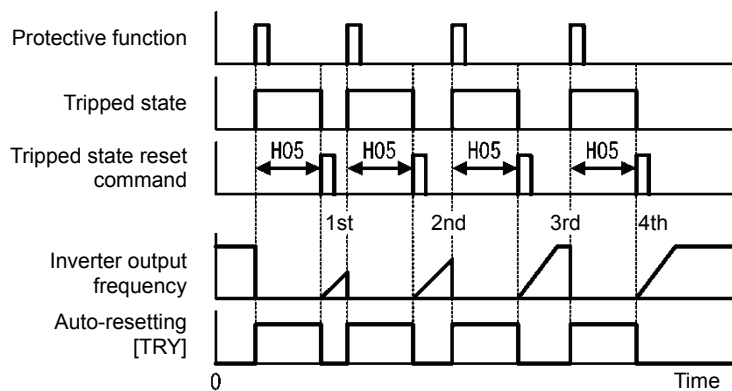 Protective function
Tripped state
Tripped state reset
command
H05 H05 H05 H05
1st 2nd 3rd 4th
Inverter output
frequency
Auto-resetting
[TRY]
0 Time